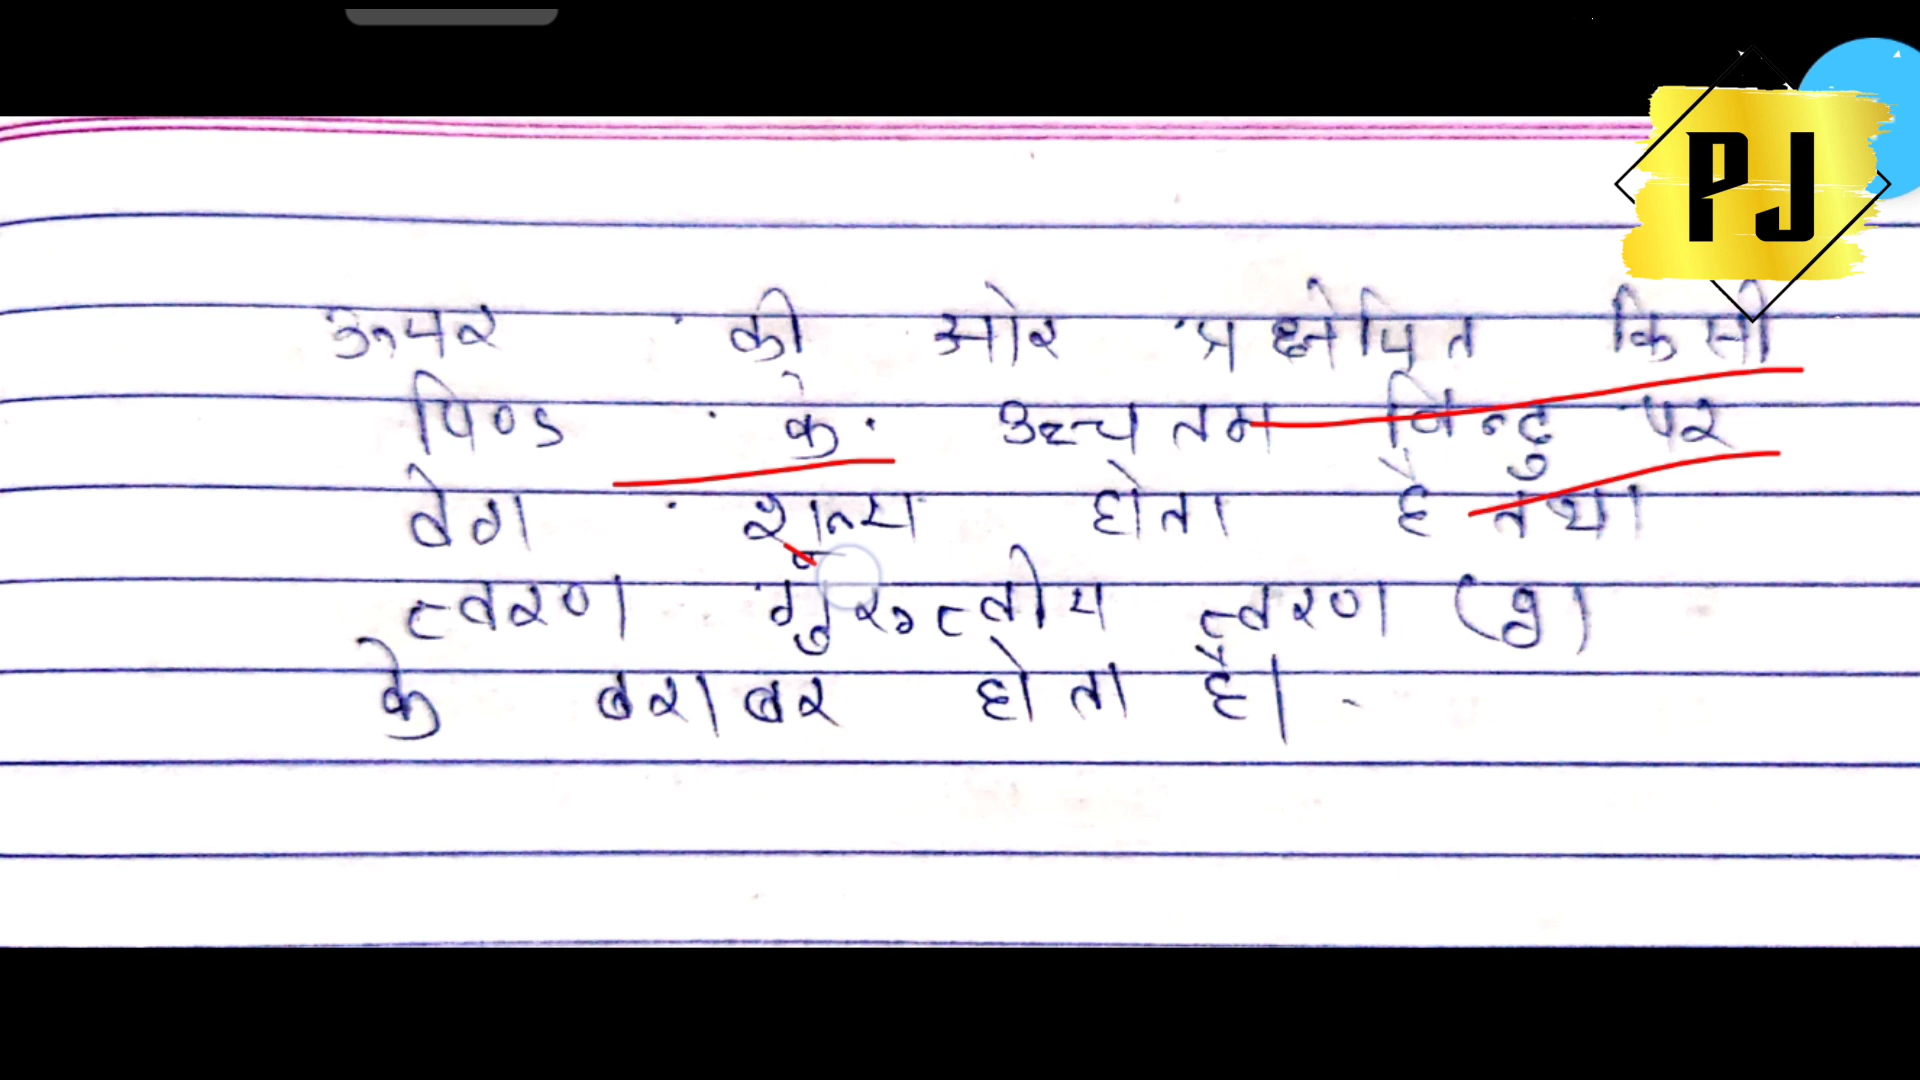 PJ
ऊपर की ओर प्रक्षेपित किसी
पिण्ड के उच्चतम बिन्दु पर
वेग शून्य होता है तथा
त्वरण गुरुत्वीय त्वरण (g)
के बराबर होता है।